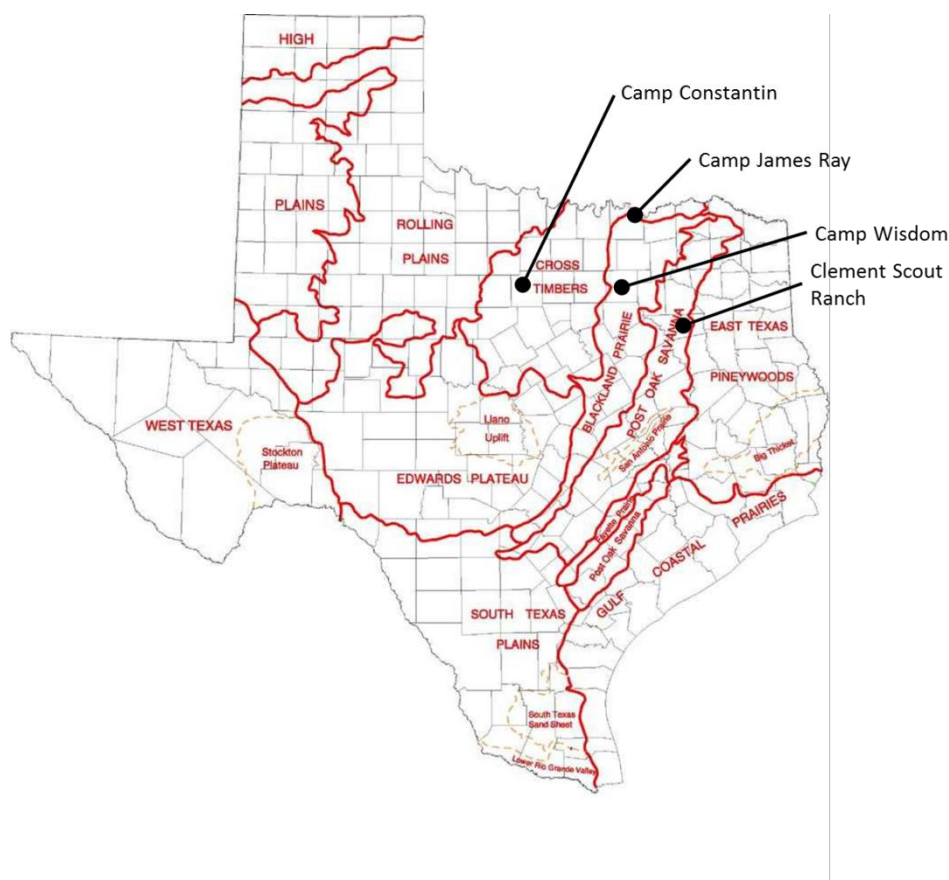 HIGH
PLAINS
ROLLING
PLAINS
Camp Constantin
Camp James Ray
Camp Wisdom
Clement Scout
Ranch
CROSS
TIMBERS
BLACKLAND PRAIRIE
POST OAK SAVANNA
EAST TEXAS
PINEYWOODS
WEST TEXAS
Stockton
Plateau
Llano
Uplift
EDWARDS PLATEAU
San Antonio Prairie
Big Thicket
Fayette Prairie
Post Oak Savanna
GULF COASTAL PRAIRIES
SOUTH TEXAS
PLAINS
South Texas
Sand Sheet
Lower Rio Grande Valley